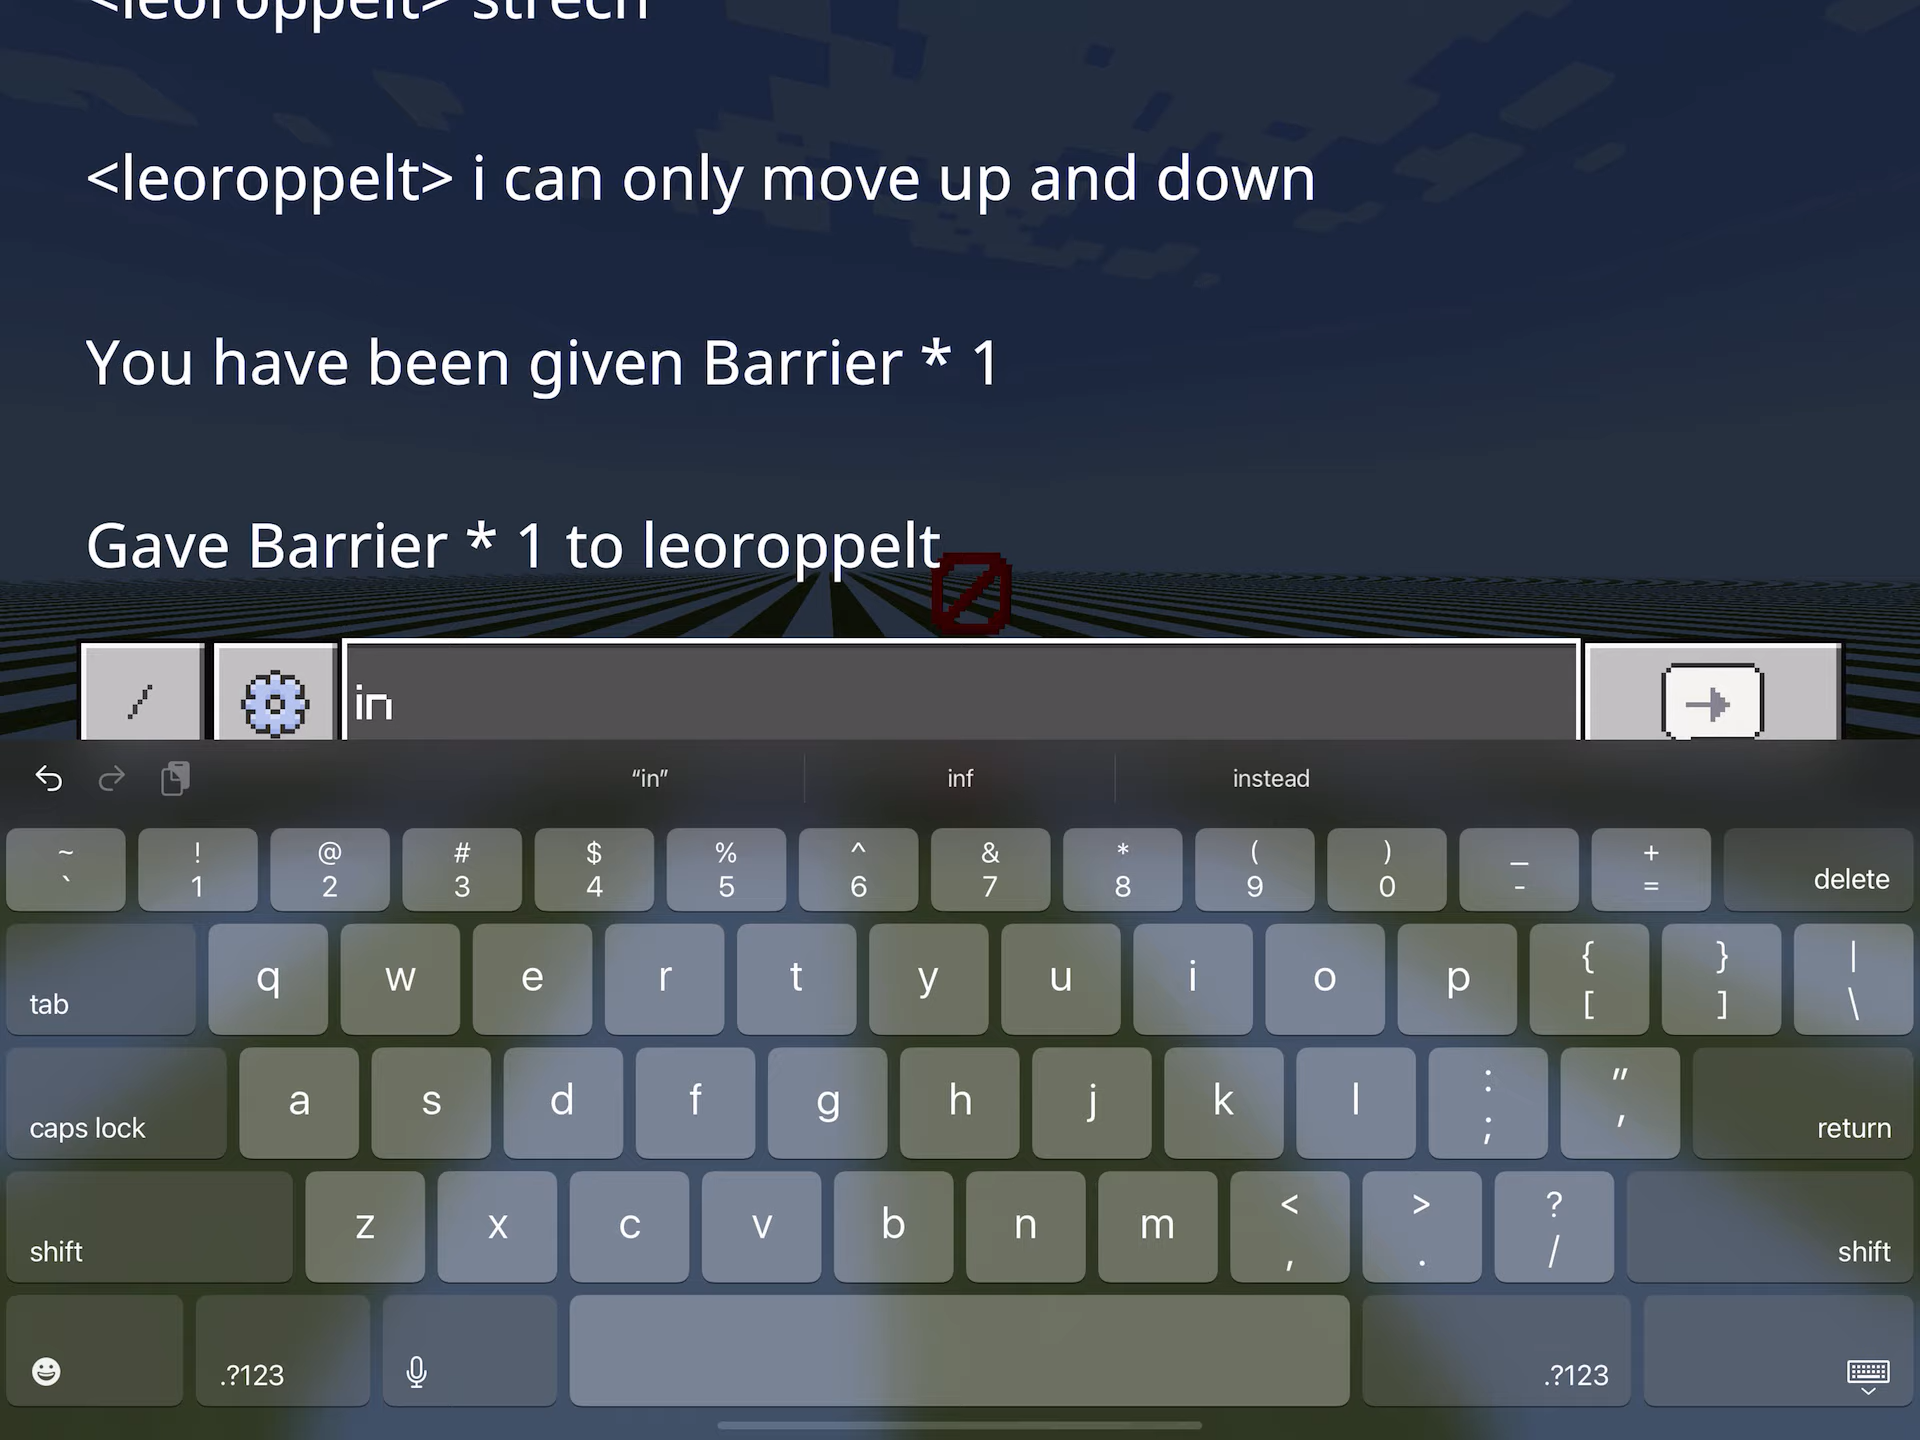 <leoroppelt> strech
<leoroppelt> i can only move up and down
You have been given Barrier * 1
Gave Barrier * 1 to leoroppelt
/
in
“in” inf instead
~ ! @ # $ % ^ & * ( ) _ +
` 1 2 3 4 5 6 7 8 9 0 - = delete
tab q w e r t y u i o p { [ } ] | \
caps lock a s d f g h j k l : ; " ' return
shift z x c v b n m < , > . ? / shift
.?123 .?123